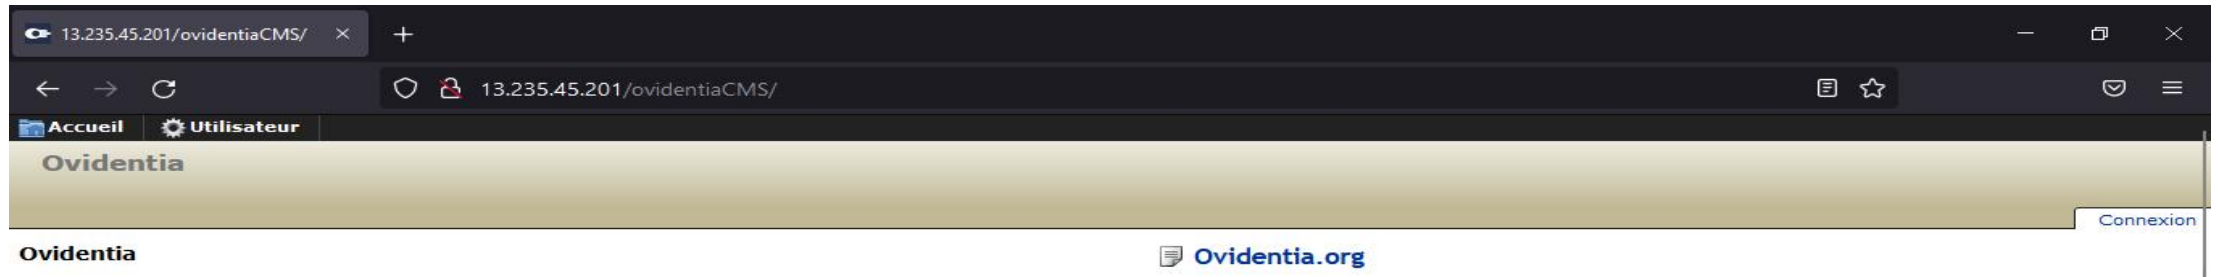 13.235.45.201/ovidentiaCMS/
13.235.45.201/ovidentiaCMS/
Accueil Utilisateur
Ovidentia
Connexion
Ovidentia Ovidentia.org